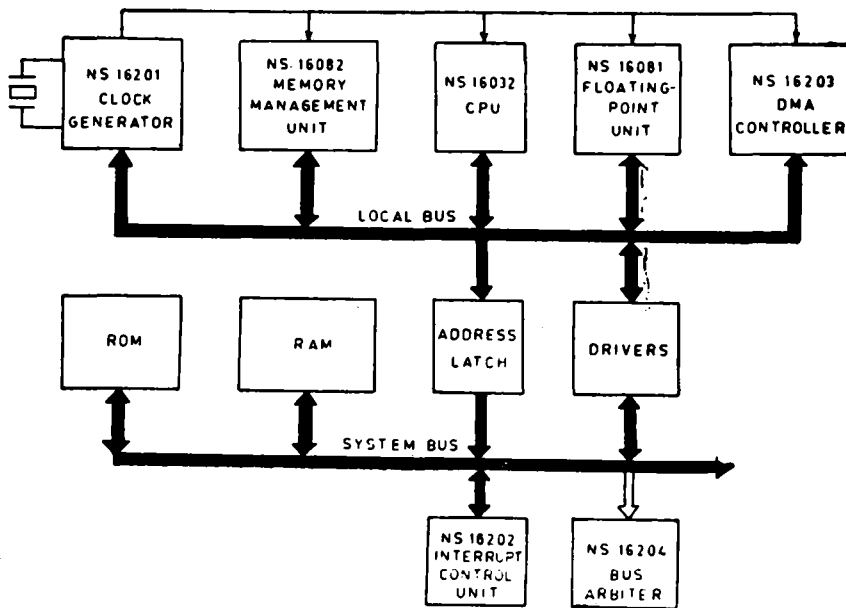 NS 16201
CLOCK
GENERATOR
NS 16082
MEMORY
MANAGEMENT
UNIT
NS 16032
CPU
NS 16081
FLOATING-
POINT
UNIT
NS 16203
DMA
CONTROLLER
LOCAL BUS
ROM
RAM
ADDRESS
LATCH
DRIVERS
SYSTEM BUS
NS 16202
INTERRUPT
CONTROL
UNIT
NS 16204
BUS
ARBITER